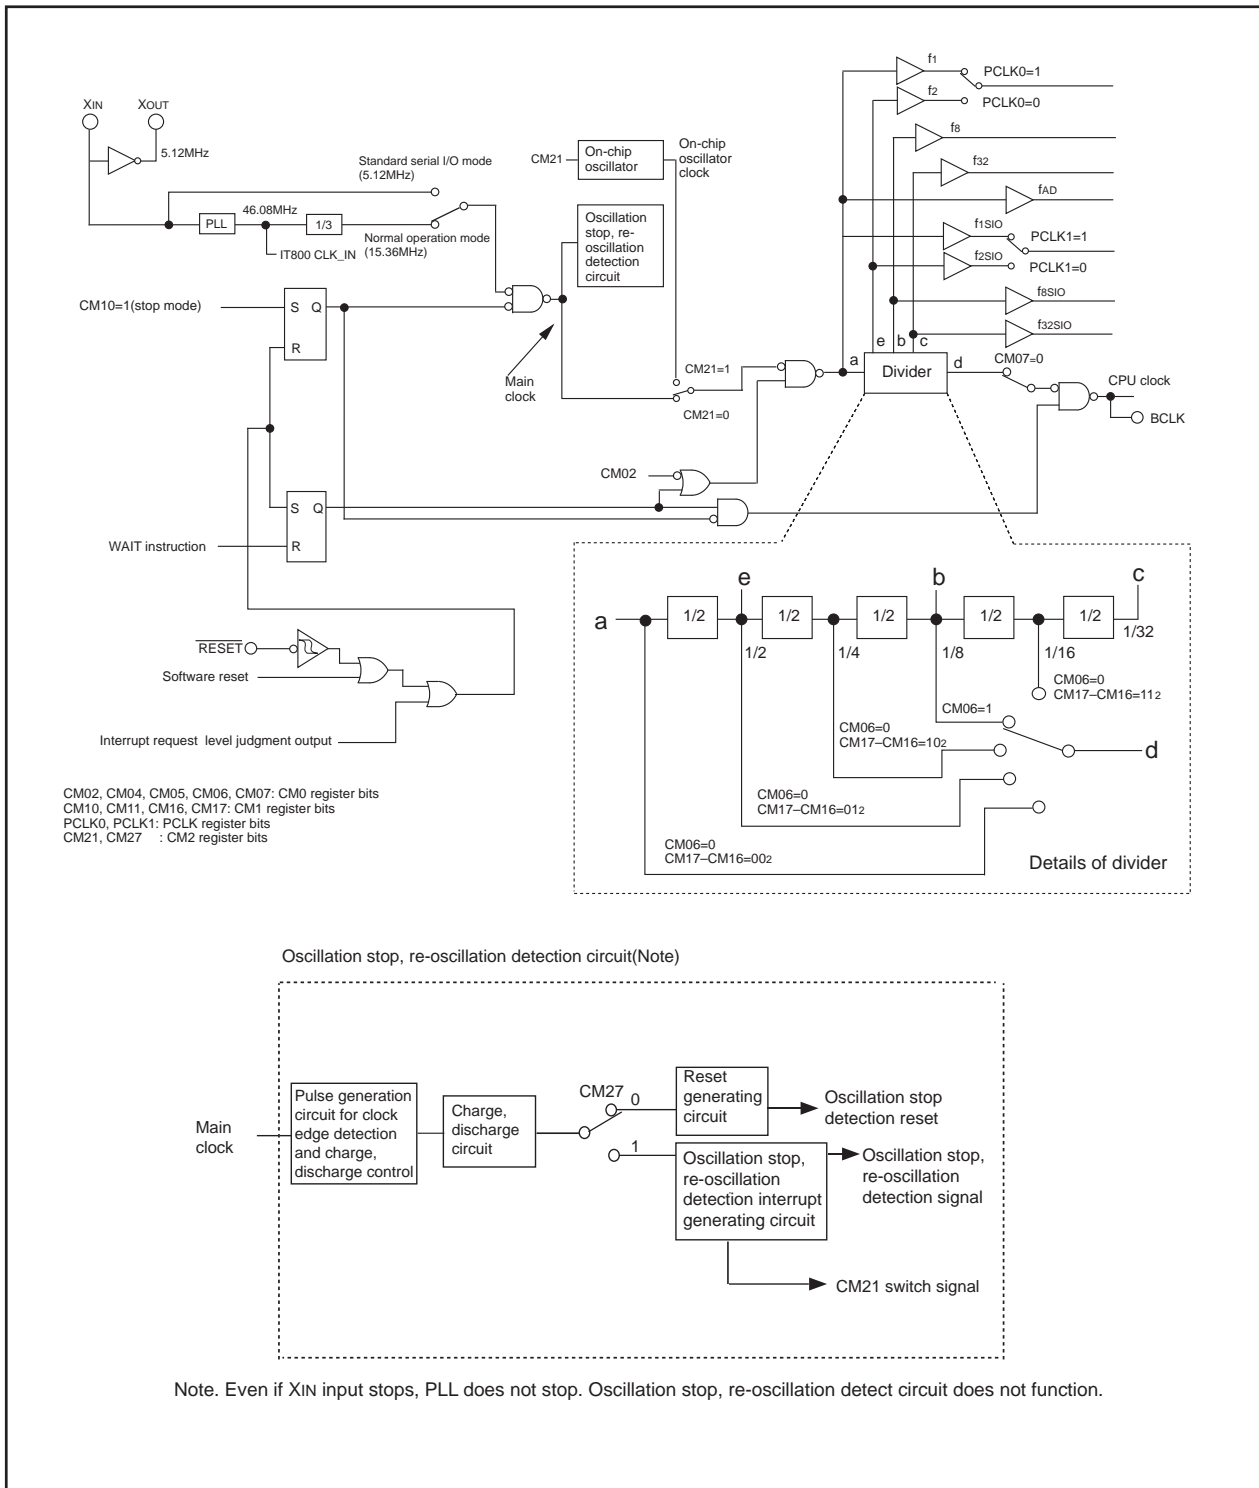 XIN
XOUT
5.12MHz
Standard serial I/O mode
(5.12MHz)
PLL
46.08MHz
1/3
IT800 CLK_IN
Normal operation mode
(15.36MHz)
CM21
On-chip
oscillator
On-chip
oscillator
clock
Oscillation
stop, re-
oscillation
detection
circuit
f1
PCLK0=1
f2
PCLK0=0
f8
f32
fAD
f1SIO
PCLK1=1
f2SIO
PCLK1=0
f8SIO
f32SIO
CM10=1(stop mode)
S Q
R
Main
clock
CM21=1
CM21=0
e b c
a
Divider
d
CM07=0
CPU clock
BCLK
CM02
S Q
R
WAIT instruction
RESET
Software reset
Interrupt request level judgment output
CM02, CM04, CM05, CM06, CM07: CM0 register bits
CM10, CM11, CM16, CM17: CM1 register bits
PCLK0, PCLK1: PCLK register bits
CM21, CM27 : CM2 register bits
e
b
c
a
1/2
1/2
1/2
1/2
1/2
1/2
1/4
1/8
1/16
1/32
CM06=0
CM17–CM16=112
CM06=1
CM06=0
CM17–CM16=102
d
CM06=0
CM17–CM16=012
CM06=0
CM17–CM16=002
Details of divider
Oscillation stop, re-oscillation detection circuit(Note)
Main
clock
Pulse generation
circuit for clock
edge detection
and charge,
discharge control
Charge,
discharge
circuit
CM27
0
1
Reset
generating
circuit
Oscillation stop
detection reset
Oscillation stop,
re-oscillation
detection interrupt
generating circuit
Oscillation stop,
re-oscillation
detection signal
CM21 switch signal
Note. Even if XIN input stops, PLL does not stop. Oscillation stop, re-oscillation detect circuit does not function.